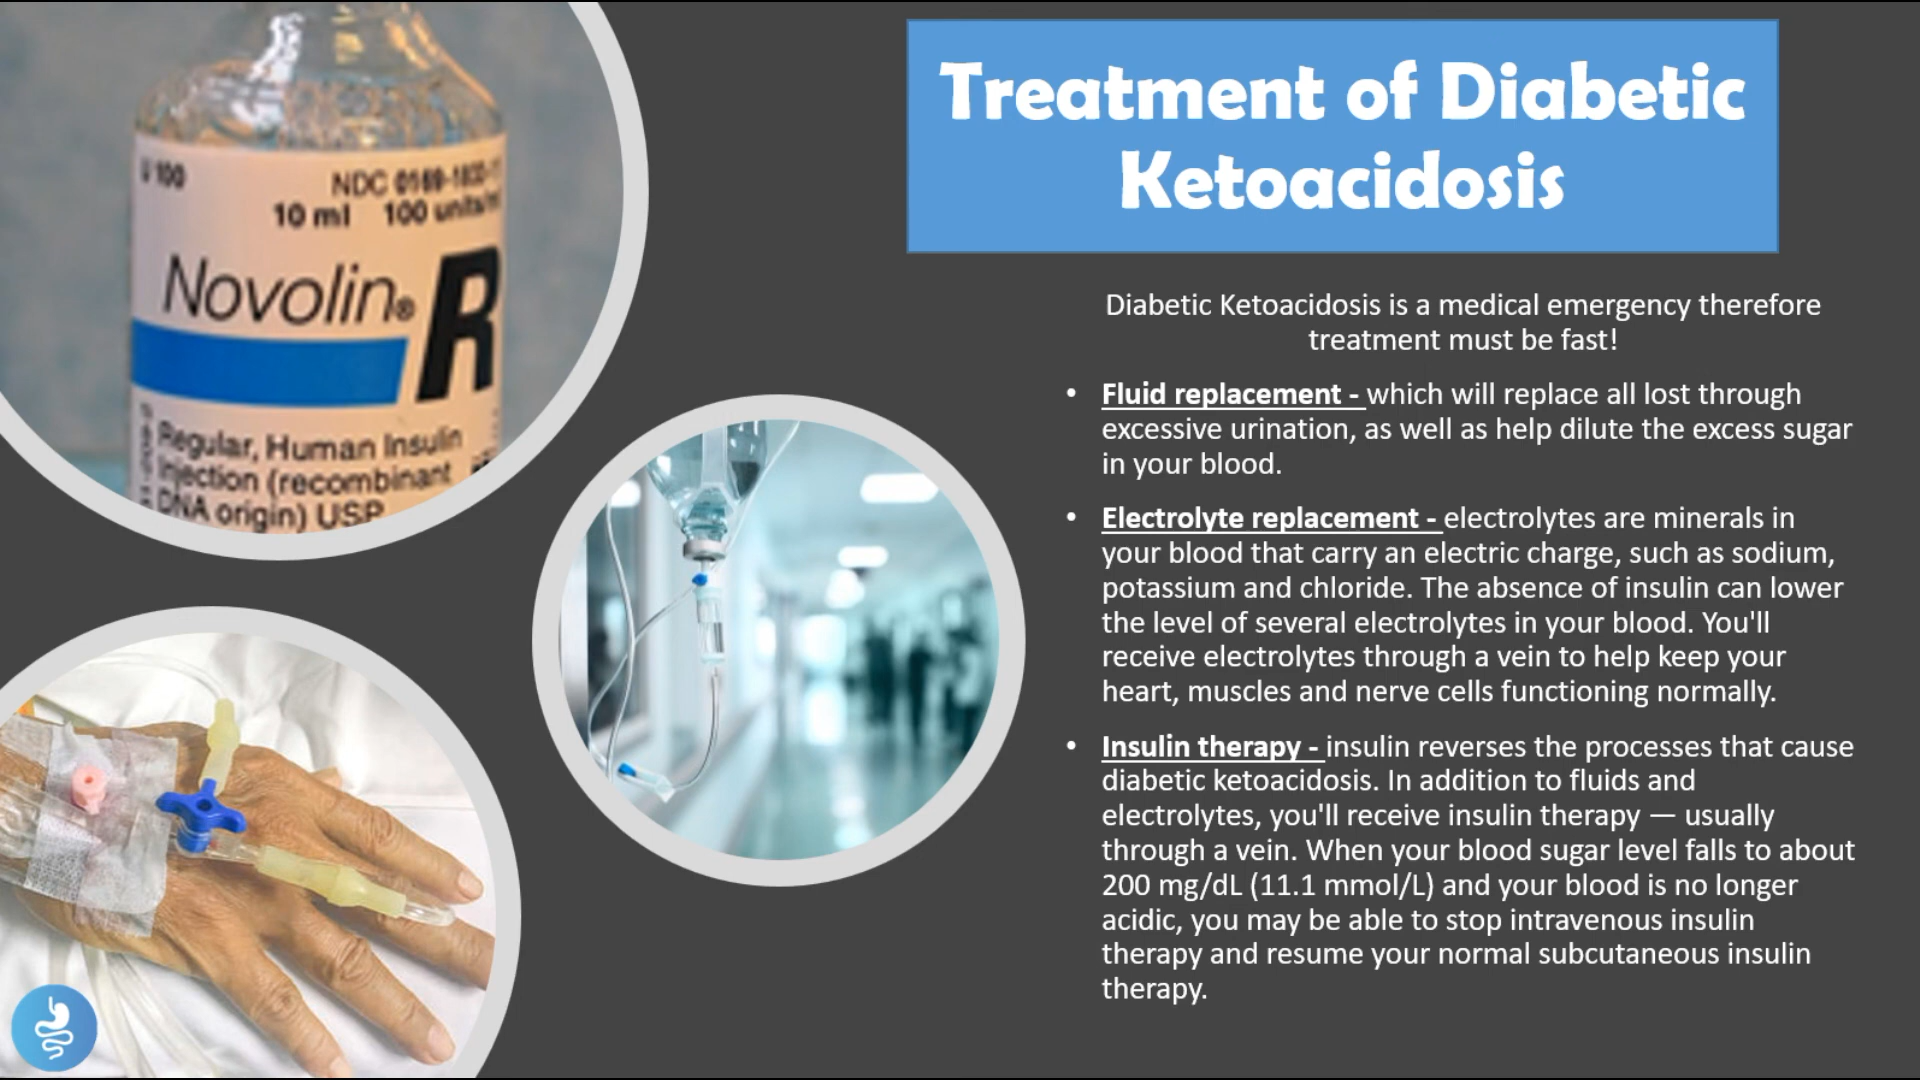 U 100
NDC 0169-18
10 ml 100 units/
Novolin® R
Regular, Human Insulin
Injection (recombinant
DNA origin) USP
Treatment of Diabetic
Ketoacidosis
Diabetic Ketoacidosis is a medical emergency therefore
treatment must be fast!
• Fluid replacement - which will replace all lost through
excessive urination, as well as help dilute the excess sugar
in your blood.
• Electrolyte replacement - electrolytes are minerals in
your blood that carry an electric charge, such as sodium,
potassium and chloride. The absence of insulin can lower
the level of several electrolytes in your blood. You'll
receive electrolytes through a vein to help keep your
heart, muscles and nerve cells functioning normally.
• Insulin therapy - insulin reverses the processes that cause
diabetic ketoacidosis. In addition to fluids and
electrolytes, you'll receive insulin therapy — usually
through a vein. When your blood sugar level falls to about
200 mg/dL (11.1 mmol/L) and your blood is no longer
acidic, you may be able to stop intravenous insulin
therapy and resume your normal subcutaneous insulin
therapy.